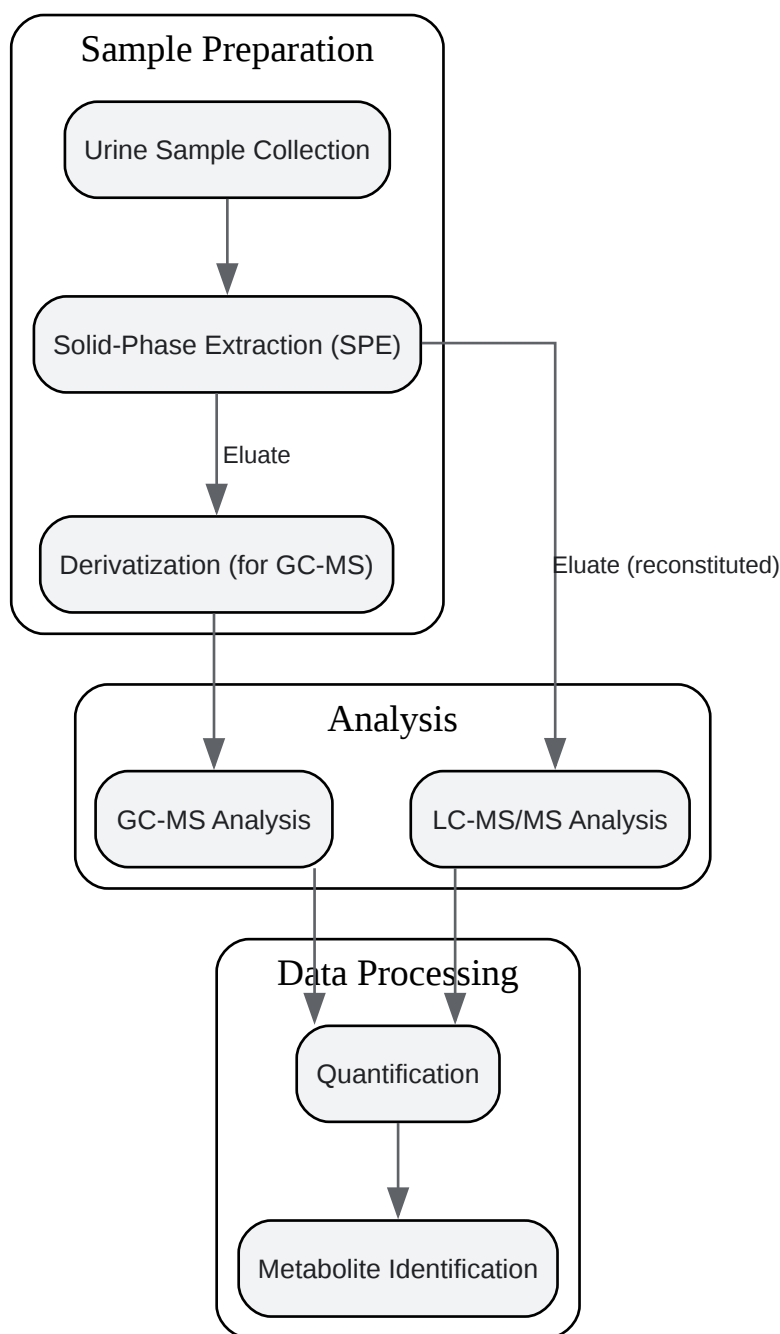 Sample Preparation
Urine Sample Collection
Solid-Phase Extraction (SPE)
Eluate
Derivatization (for GC-MS)
Eluate (reconstituted)
Analysis
GC-MS Analysis
LC-MS/MS Analysis
Data Processing
Quantification
Metabolite Identification